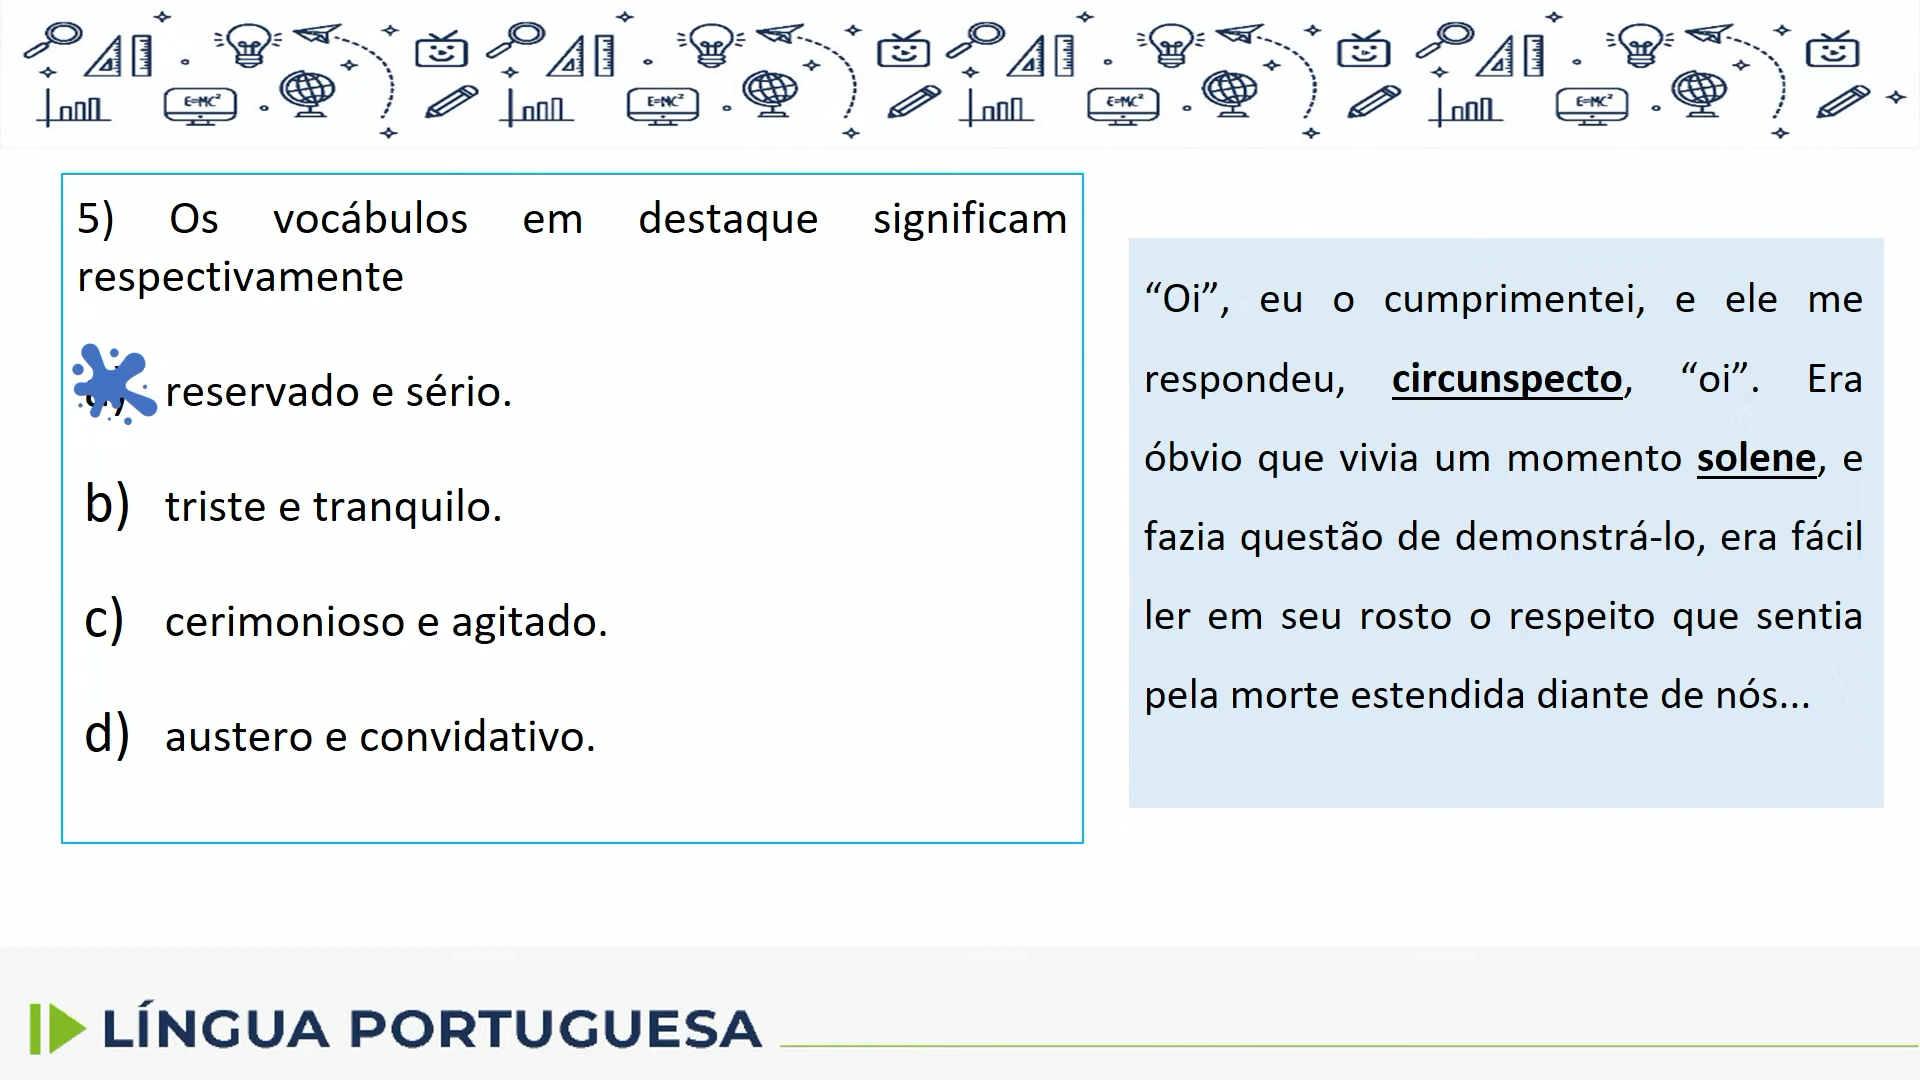 E=MC² E=MC² E=MC² E=MC²
5) Os vocábulos em destaque significam
respectivamente
reservado e sério.
b) triste e tranquilo.
c) cerimonioso e agitado.
d) austero e convidativo.
“Oi”, eu o cumprimentei, e ele me
respondeu, circunspecto, “oi”. Era
óbvio que vivia um momento solene, e
fazia questão de demonstrá-lo, era fácil
ler em seu rosto o respeito que sentia
pela morte estendida diante de nós...
LÍNGUA PORTUGUESA